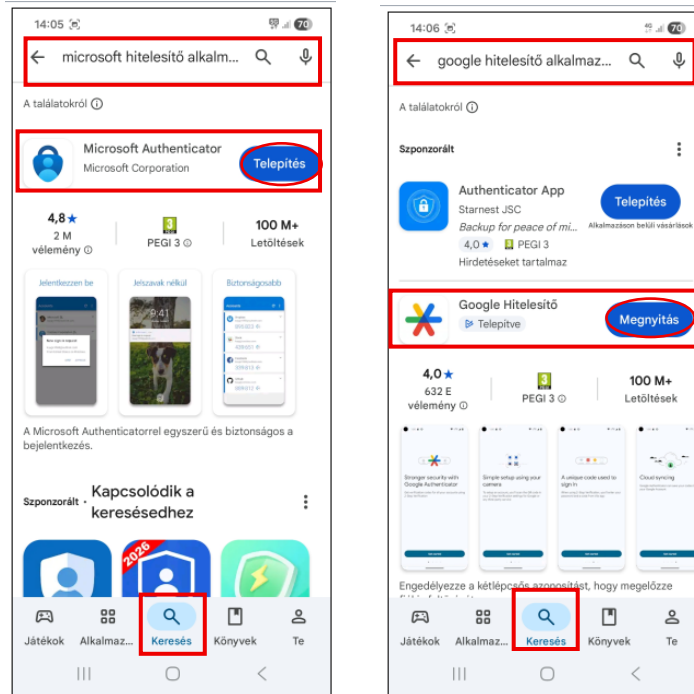 14:05
70
microsoft hitelesítő alkalm...
A találatokról
Microsoft Authenticator
Microsoft Corporation
Telepítés
4,8★
2 M
vélemény
3
PEGI 3
100 M+
Letöltések
Jelentkezzen be
Jelszavak nélkül
Biztonságosabb
9:41
A Microsoft Authenticatorrel egyszerű és biztonságos a
bejelentkezés.
Szponzorált · Kapcsolódik a
keresésedhez
2026
Játékok
Alkalmaz...
Keresés
Könyvek
Te
14:06
4G
70
google hitelesítő alkalmaz...
A találatokról
Szponzorált
Authenticator App
Starnest JSC
Backup for peace of mi...
4,0★
PEGI 3
Hirdetéseket tartalmaz
Telepítés
Alkalmazáson belüli vásárlások
Google Hitelesítő
Telepítve
Megnyitás
4,0★
632 E
vélemény
3
PEGI 3
100 M+
Letöltések
Stronger security with
Google Authenticator
Simple setup using your
camera
A unique code used to
sign in
Cloud syncing
Engedélyezze a kétlépcsős azonosítást, hogy megelőzze
Játékok
Alkalmaz...
Keresés
Könyvek
Te